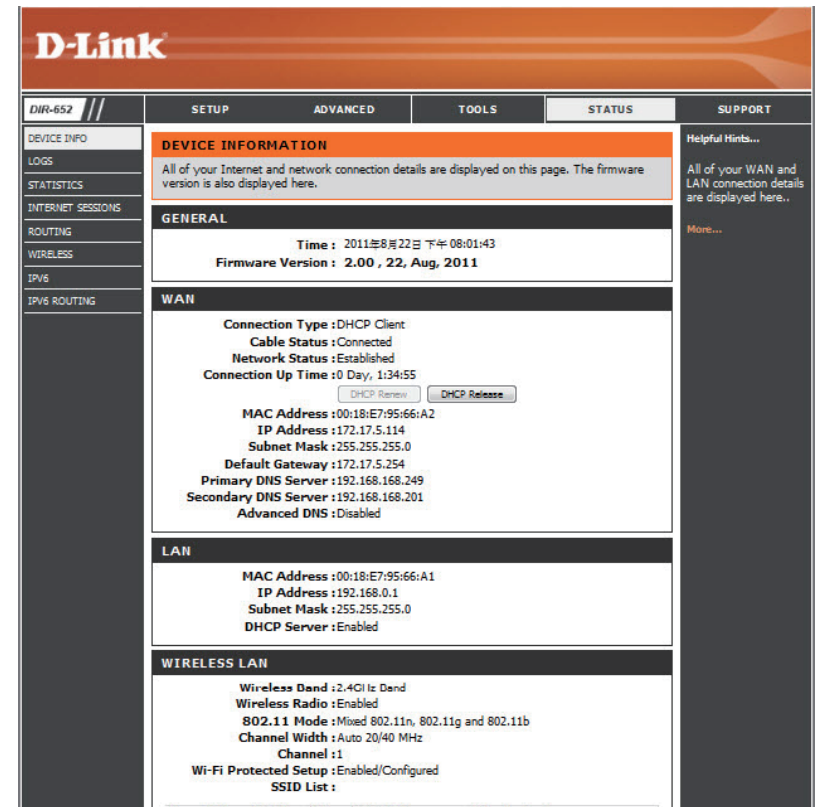 D-Link
DIR-652
SETUP ADVANCED TOOLS STATUS SUPPORT
DEVICE INFO
LOGS
STATISTICS
INTERNET SESSIONS
ROUTING
WIRELESS
IPV6
IPV6 ROUTING
DEVICE INFORMATION
All of your Internet and network connection details are displayed on this page. The firmware
version is also displayed here.
GENERAL
Time : 2011年8月22日 下午 08:01:43
Firmware Version : 2.00 , 22, Aug, 2011
WAN
Connection Type : DHCP Client
Cable Status : Connected
Network Status : Established
Connection Up Time : 0 Day, 1:34:55
DHCP Renew DHCP Release
MAC Address : 00:18:E7:95:66:A2
IP Address : 172.17.5.114
Subnet Mask : 255.255.255.0
Default Gateway : 172.17.5.254
Primary DNS Server : 192.168.168.249
Secondary DNS Server : 192.168.168.201
Advanced DNS : Disabled
LAN
MAC Address : 00:18:E7:95:66:A1
IP Address : 192.168.0.1
Subnet Mask : 255.255.255.0
DHCP Server : Enabled
WIRELESS LAN
Wireless Band : 2.4GHz Band
Wireless Radio : Enabled
802.11 Mode : Mixed 802.11n, 802.11g and 802.11b
Channel Width : Auto 20/40 MHz
Channel : 1
Wi-Fi Protected Setup : Enabled/Configured
SSID List :
Helpful Hints...
All of your WAN and
LAN connection details
are displayed here..
More...